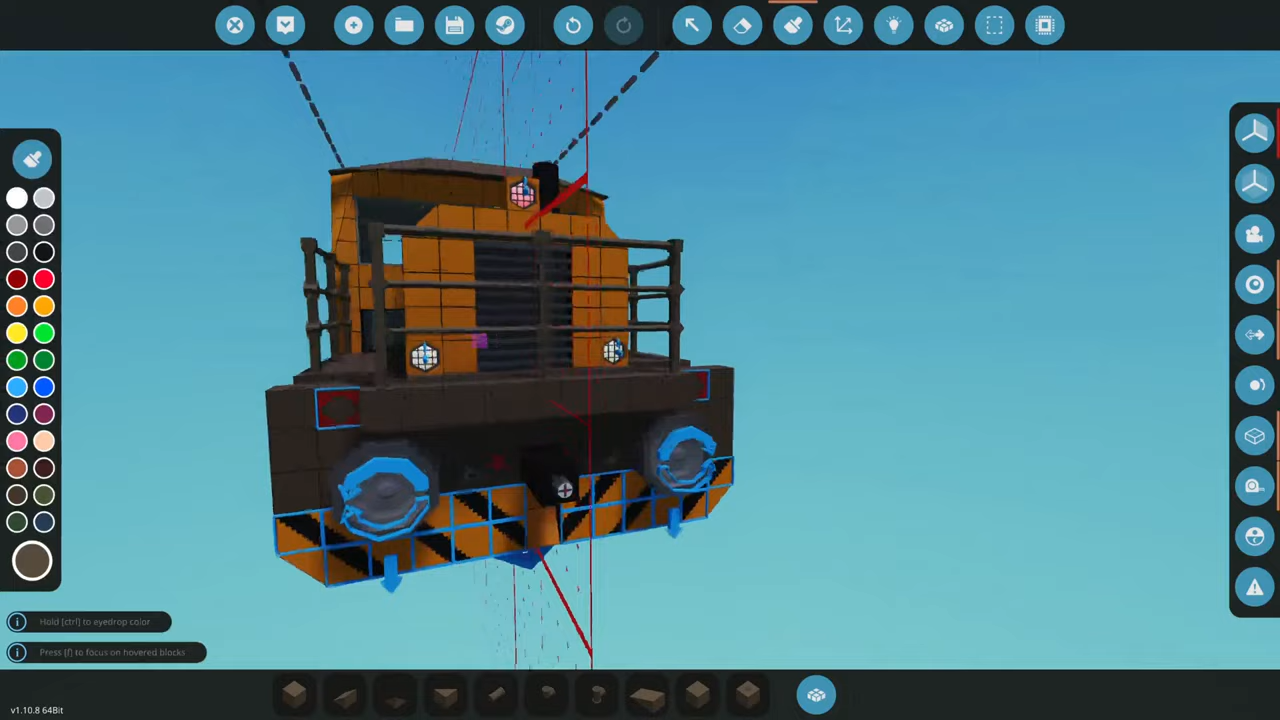 Hold [ctrl] to eyedrop color
Press [f] to focus on hovered blocks
v1.10.8 64Bit